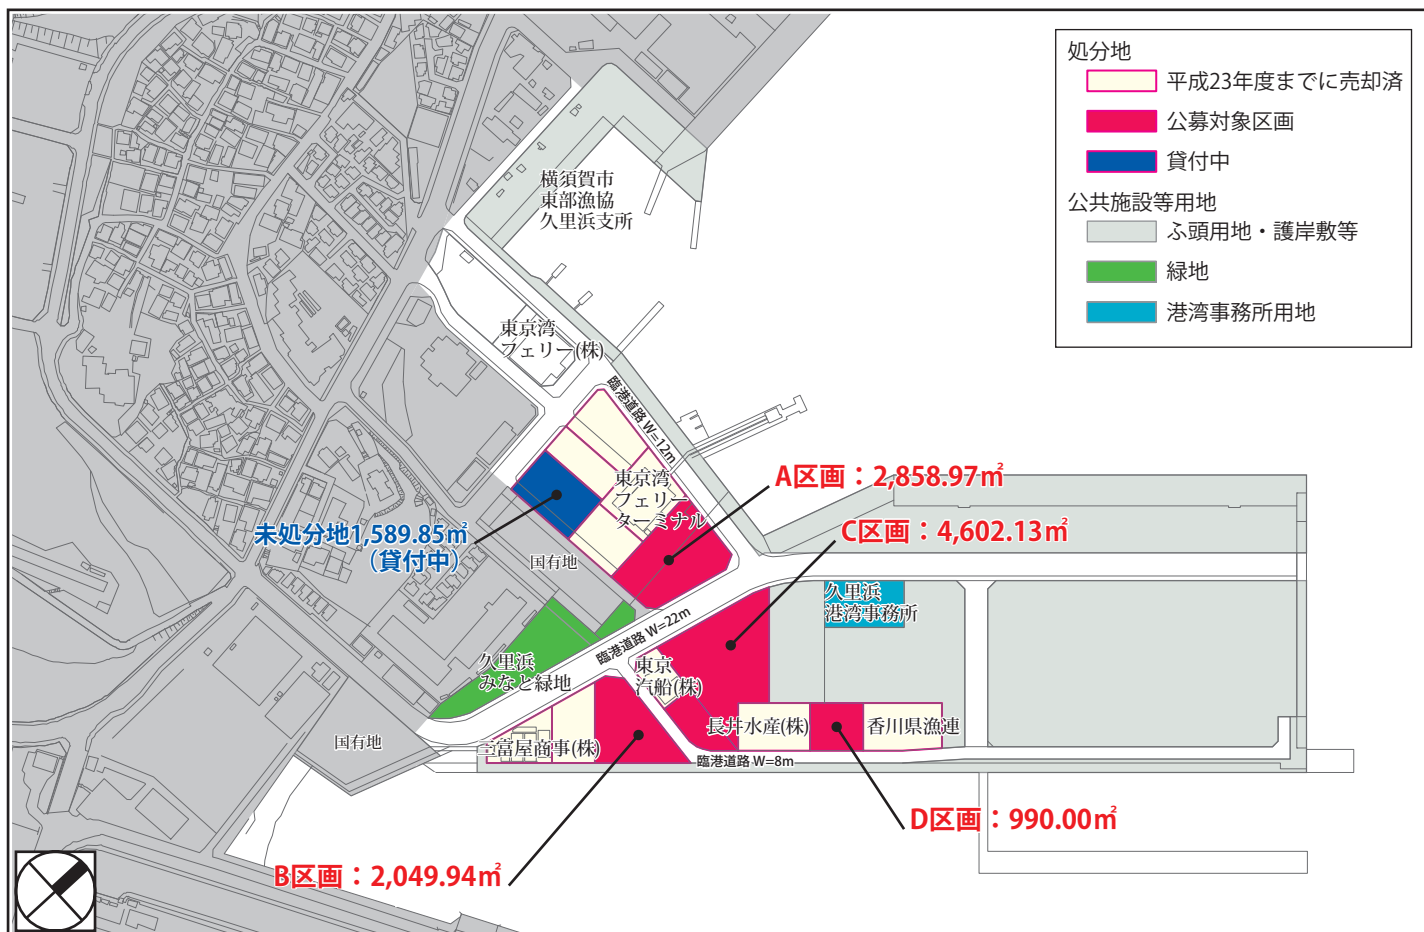 処分地
平成23年度までに売却済
公募対象区画
貸付中
公共施設等用地
ふ頭用地・護岸敷等
緑地
港湾事務所用地
横須賀市
東部漁協
久里浜支所
東京湾
フェリー(株)
臨港道路 W=12m
東京湾
フェリー
ターミナル
A区画：2,858.97㎡
C区画：4,602.13㎡
未処分地1,589.85㎡
（貸付中）
国有地
久里浜
港湾事務所
臨港道路 W=22m
久里浜
みなと緑地
東京
汽船(株)
長井水産(株)
香川県漁連
国有地
三富屋商事(株)
臨港道路 W=8m
D区画：990.00㎡
B区画：2,049.94㎡